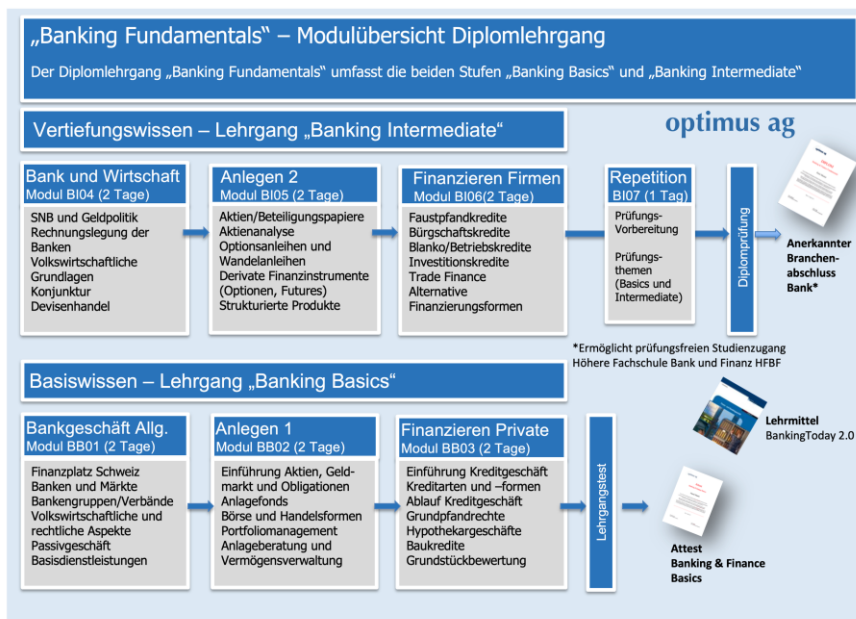 „Banking Fundamentals“ – Modulübersicht Diplomlehrgang
Der Diplomlehrgang „Banking Fundamentals“ umfasst die beiden Stufen „Banking Basics“ und „Banking Intermediate“
Vertiefungswissen – Lehrgang „Banking Intermediate“
optimus ag
Bank und Wirtschaft
Modul BI04 (2 Tage)
SNB und Geldpolitik
Rechnungslegung der
Banken
Volkswirtschaftliche
Grundlagen
Konjunktur
Devisenhandel
Anlegen 2
Modul BI05 (2 Tage)
Aktien/Beteiligungspapiere
Aktienanalyse
Optionsanleihen und
Wandelanleihen
Derivate Finanzinstrumente
(Optionen, Futures)
Strukturierte Produkte
Finanzieren Firmen
Modul BI06(2 Tage)
Faustpfandkredite
Bürgschaftskredite
Blanko/Betriebskredite
Investitionskredite
Trade Finance
Alternative
Finanzierungsformen
Repetition
BI07 (1 Tag)
Prüfungs-
Vorbereitung
Prüfungs-
themen
(Basics und
Intermediate)
Diplomprüfung
Anerkannter
Branchen-
abschluss
Bank*
*Ermöglicht prüfungsfreien Studienzugang
Höhere Fachschule Bank und Finanz HFBF
Basiswissen – Lehrgang „Banking Basics“
Bankgeschäft Allg.
Modul BB01 (2 Tage)
Finanzplatz Schweiz
Banken und Märkte
Bankengruppen/Verbände
Volkswirtschaftliche und
rechtliche Aspekte
Passivgeschäft
Basisdienstleistungen
Anlegen 1
Modul BB02 (2 Tage)
Einführung Aktien, Geld-
markt und Obligationen
Anlagefonds
Börse und Handelsformen
Portfoliomanagement
Anlageberatung und
Vermögensverwaltung
Finanzieren Private
Modul BB03 (2 Tage)
Einführung Kreditgeschäft
Kreditarten und –formen
Ablauf Kreditgeschäft
Grundpfandrechte
Hypothekargeschäfte
Baukredite
Grundstückbewertung
Lehrgangstest
Lehrmittel
BankingToday 2.0
Attest
Banking & Finance
Basics